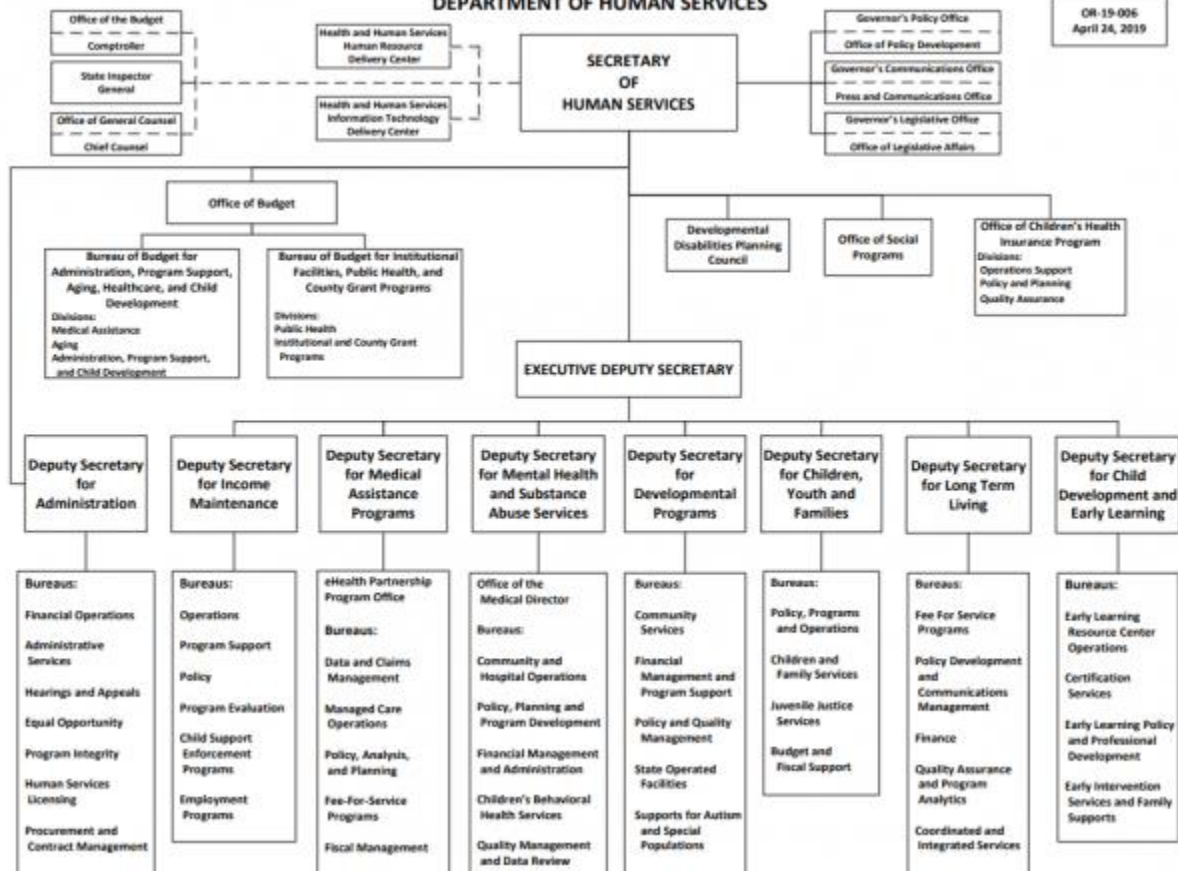 DEPARTMENT OF HUMAN SERVICES
OR-19-006
April 24, 2019
Office of the Budget
Comptroller
State Inspector
General
Office of General Counsel
Chief Counsel
Health and Human Services
Human Resource
Delivery Center
Health and Human Services
Information Technology
Delivery Center
SECRETARY
OF
HUMAN SERVICES
Governor's Policy Office
Office of Policy Development
Governor's Communications Office
Press and Communications Office
Governor's Legislative Office
Office of Legislative Affairs
Office of Budget
Bureau of Budget for
Administration, Program Support,
Aging, Healthcare, and Child
Development
Divisions:
Medical Assistance
Aging
Administration, Program Support,
and Child Development
Bureau of Budget for Institutional
Facilities, Public Health, and
County Grant Programs
Divisions:
Public Health
Institutional and County Grant
Programs
Developmental
Disabilities Planning
Council
Office of Social
Programs
Office of Children's Health
Insurance Program
Divisions:
Operations Support
Policy and Planning
Quality Assurance
EXECUTIVE DEPUTY SECRETARY
Deputy Secretary
for
Administration
Deputy Secretary
for Income
Maintenance
Deputy Secretary
for Medical
Assistance
Programs
Deputy Secretary
for Mental Health
and Substance
Abuse Services
Deputy Secretary
for
Developmental
Programs
Deputy Secretary
for Children,
Youth and
Families
Deputy Secretary
for Long Term
Living
Deputy Secretary
for Child
Development and
Early Learning
Bureaus:
Financial Operations
Administrative
Services
Hearings and Appeals
Equal Opportunity
Program Integrity
Human Services
Licensing
Procurement and
Contract Management
Bureaus:
Operations
Program Support
Policy
Program Evaluation
Child Support
Enforcement
Programs
Employment
Programs
eHealth Partnership
Program Office
Bureaus:
Data and Claims
Management
Managed Care
Operations
Policy, Analysis,
and Planning
Fee-For-Service
Programs
Fiscal Management
Office of the
Medical Director
Bureaus:
Community and
Hospital Operations
Policy, Planning and
Program Development
Financial Management
and Administration
Children's Behavioral
Health Services
Quality Management
and Data Review
Bureaus:
Community
Services
Financial
Management and
Program Support
Policy and Quality
Management
State Operated
Facilities
Supports for Autism
and Special
Populations
Bureaus:
Policy, Programs
and Operations
Children and
Family Services
Juvenile Justice
Services
Budget and
Fiscal Support
Bureaus:
Fee For Service
Programs
Policy Development
and
Communications
Management
Finance
Quality Assurance
and Program
Analytics
Coordinated and
Integrated Services
Bureaus:
Early Learning
Resource Center
Operations
Certification
Services
Early Learning Policy
and Professional
Development
Early Intervention
Services and Family
Supports